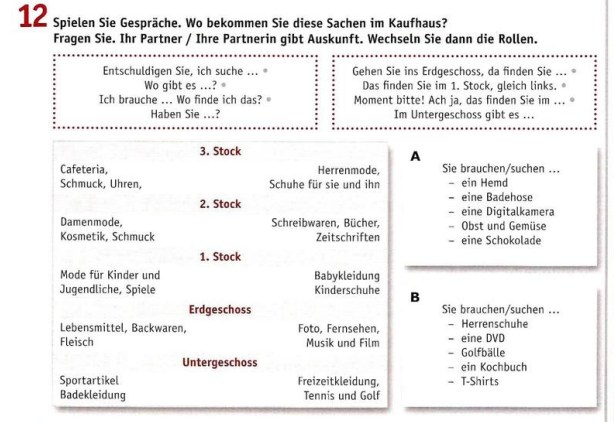 12 Spielen Sie Gespräche. Wo bekommen Sie diese Sachen im Kaufhaus?
Fragen Sie. Ihr Partner / Ihre Partnerin gibt Auskunft. Wechseln Sie dann die Rollen.
Entschuldigen Sie, ich suche ... •
Wo gibt es ...? •
Ich brauche ... Wo finde ich das? •
Haben Sie ...?
Gehen Sie ins Erdgeschoss, da finden Sie ... •
Das finden Sie im 1. Stock, gleich links. •
Moment bitte! Ach ja, das finden Sie im ... •
Im Untergeschoss gibt es ...
3. Stock
Cafeteria,
Schmuck, Uhren,
Herrenmode,
Schuhe für sie und ihn
2. Stock
Damenmode,
Kosmetik, Schmuck
Schreibwaren, Bücher,
Zeitschriften
1. Stock
Mode für Kinder und
Jugendliche, Spiele
Babykleidung
Kinderschuhe
Erdgeschoss
Lebensmittel, Backwaren,
Fleisch
Foto, Fernsehen,
Musik und Film
Untergeschoss
Sportartikel
Badekleidung
Freizeitkleidung,
Tennis und Golf
A
Sie brauchen/suchen ...
– ein Hemd
– eine Badehose
– eine Digitalkamera
– Obst und Gemüse
– eine Schokolade
B
Sie brauchen/suchen ...
– Herrenschuhe
– eine DVD
– Golfbälle
– ein Kochbuch
– T-Shirts